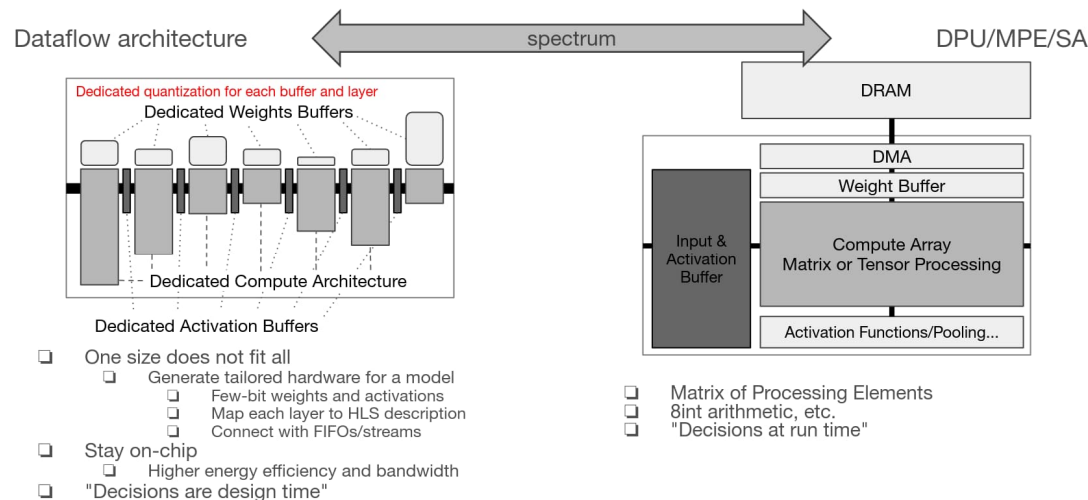 Dataflow architecture
spectrum
DPU/MPE/SA
Dedicated quantization for each buffer and layer
Dedicated Weights Buffers
Dedicated Compute Architecture
Dedicated Activation Buffers
DRAM
DMA
Weight Buffer
Input &
Activation
Buffer
Compute Array
Matrix or Tensor Processing
Activation Functions/Pooling...
❏ One size does not fit all
❏ Generate tailored hardware for a model
❏ Few-bit weights and activations
❏ Map each layer to HLS description
❏ Connect with FIFOs/streams
❏ Stay on-chip
❏ Higher energy efficiency and bandwidth
❏ "Decisions are design time"
❏ Matrix of Processing Elements
❏ 8int arithmetic, etc.
❏ "Decisions at run time"